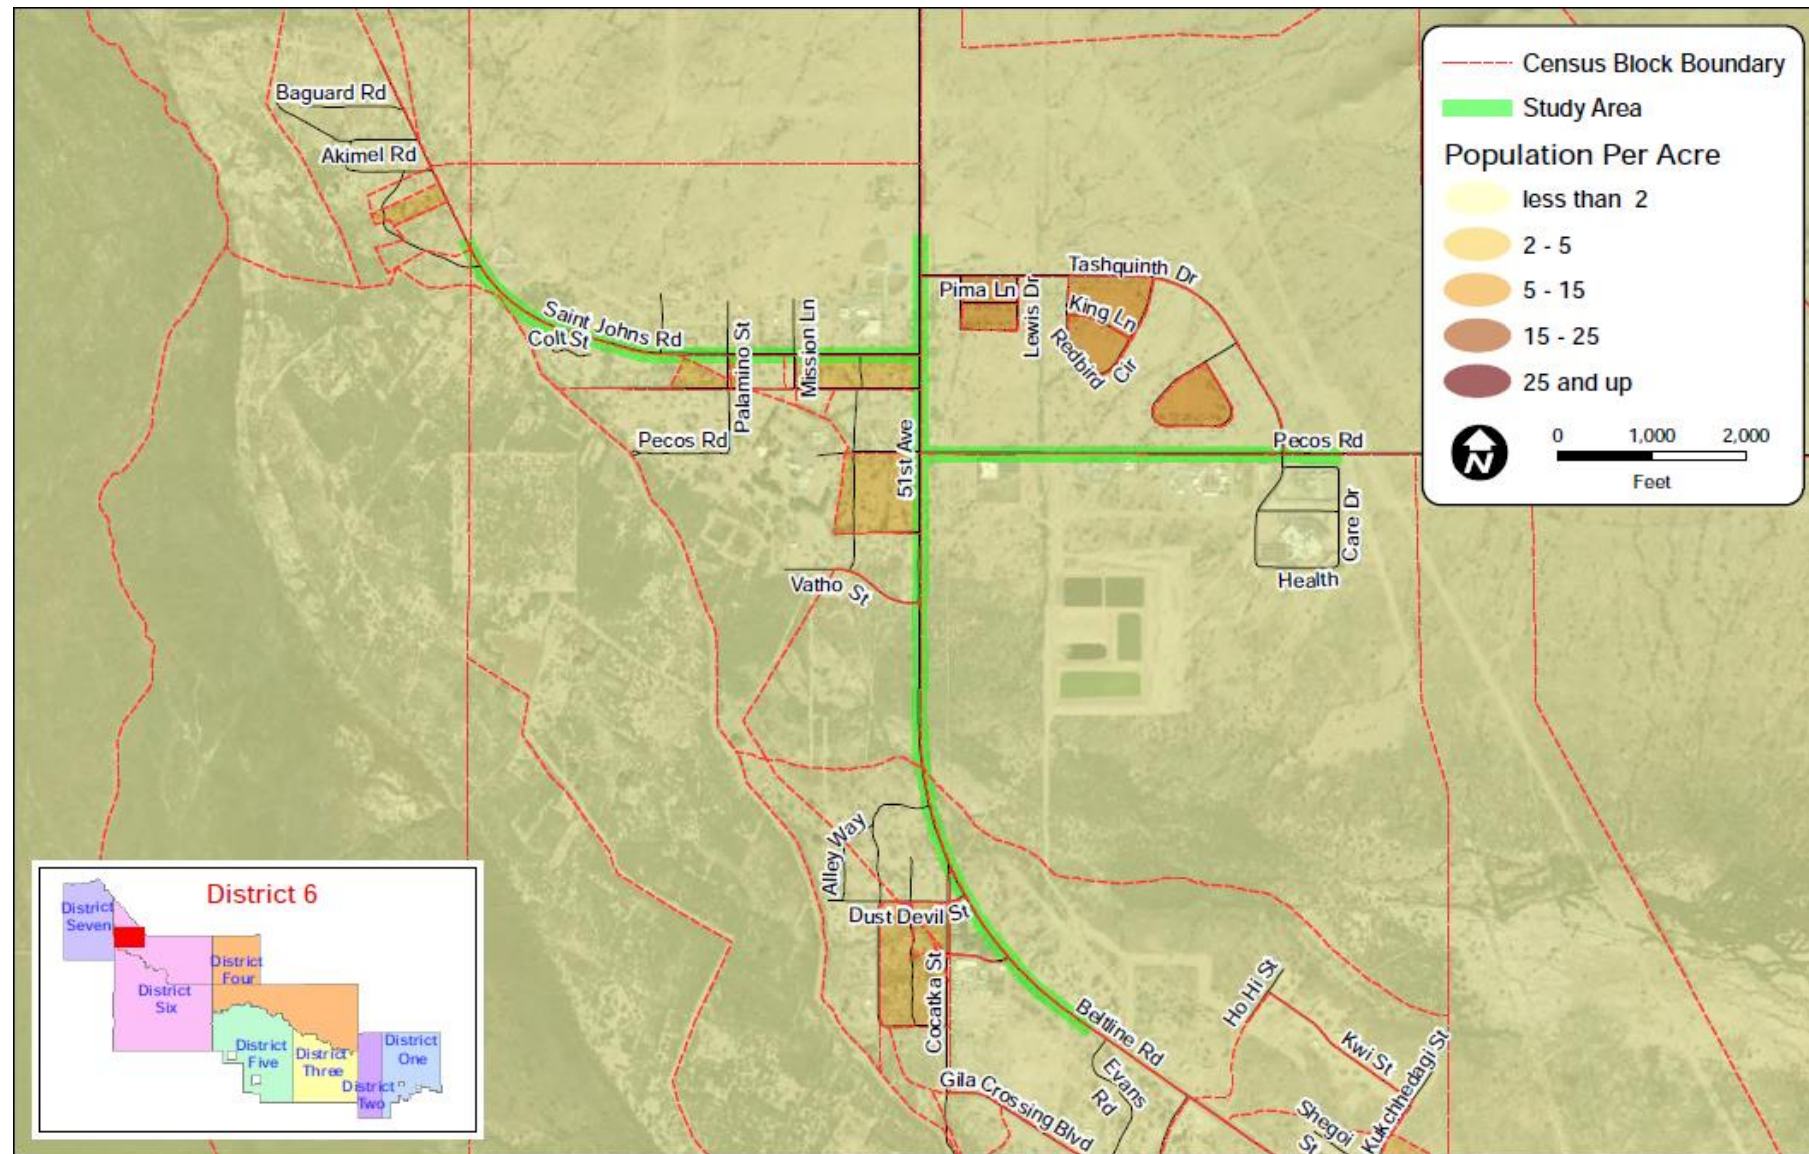 Census Block Boundary
Study Area
Population Per Acre
less than 2
2 - 5
5 - 15
15 - 25
25 and up
N
0 1,000 2,000
Feet
Baguard Rd
Akimel Rd
Saint Johns Rd
Colt St
Palamino St
Mission Ln
Pecos Rd
51st Ave
Vatho St
Pima Ln
Lewis Dr
Tashquinth Dr
King Ln
Redbird Cir
Pecos Rd
Health Care Dr
Alley Way
Dust Devil St
Cocatka St
Beltline Rd
Gila Crossing Blvd
Evans Rd
Ho Hi St
Kwi St
Kukchhedagi St
Shegoi St
District 6
District
Seven
District
Six
District
Four
District
Five
District
Three
District
Two
District
One